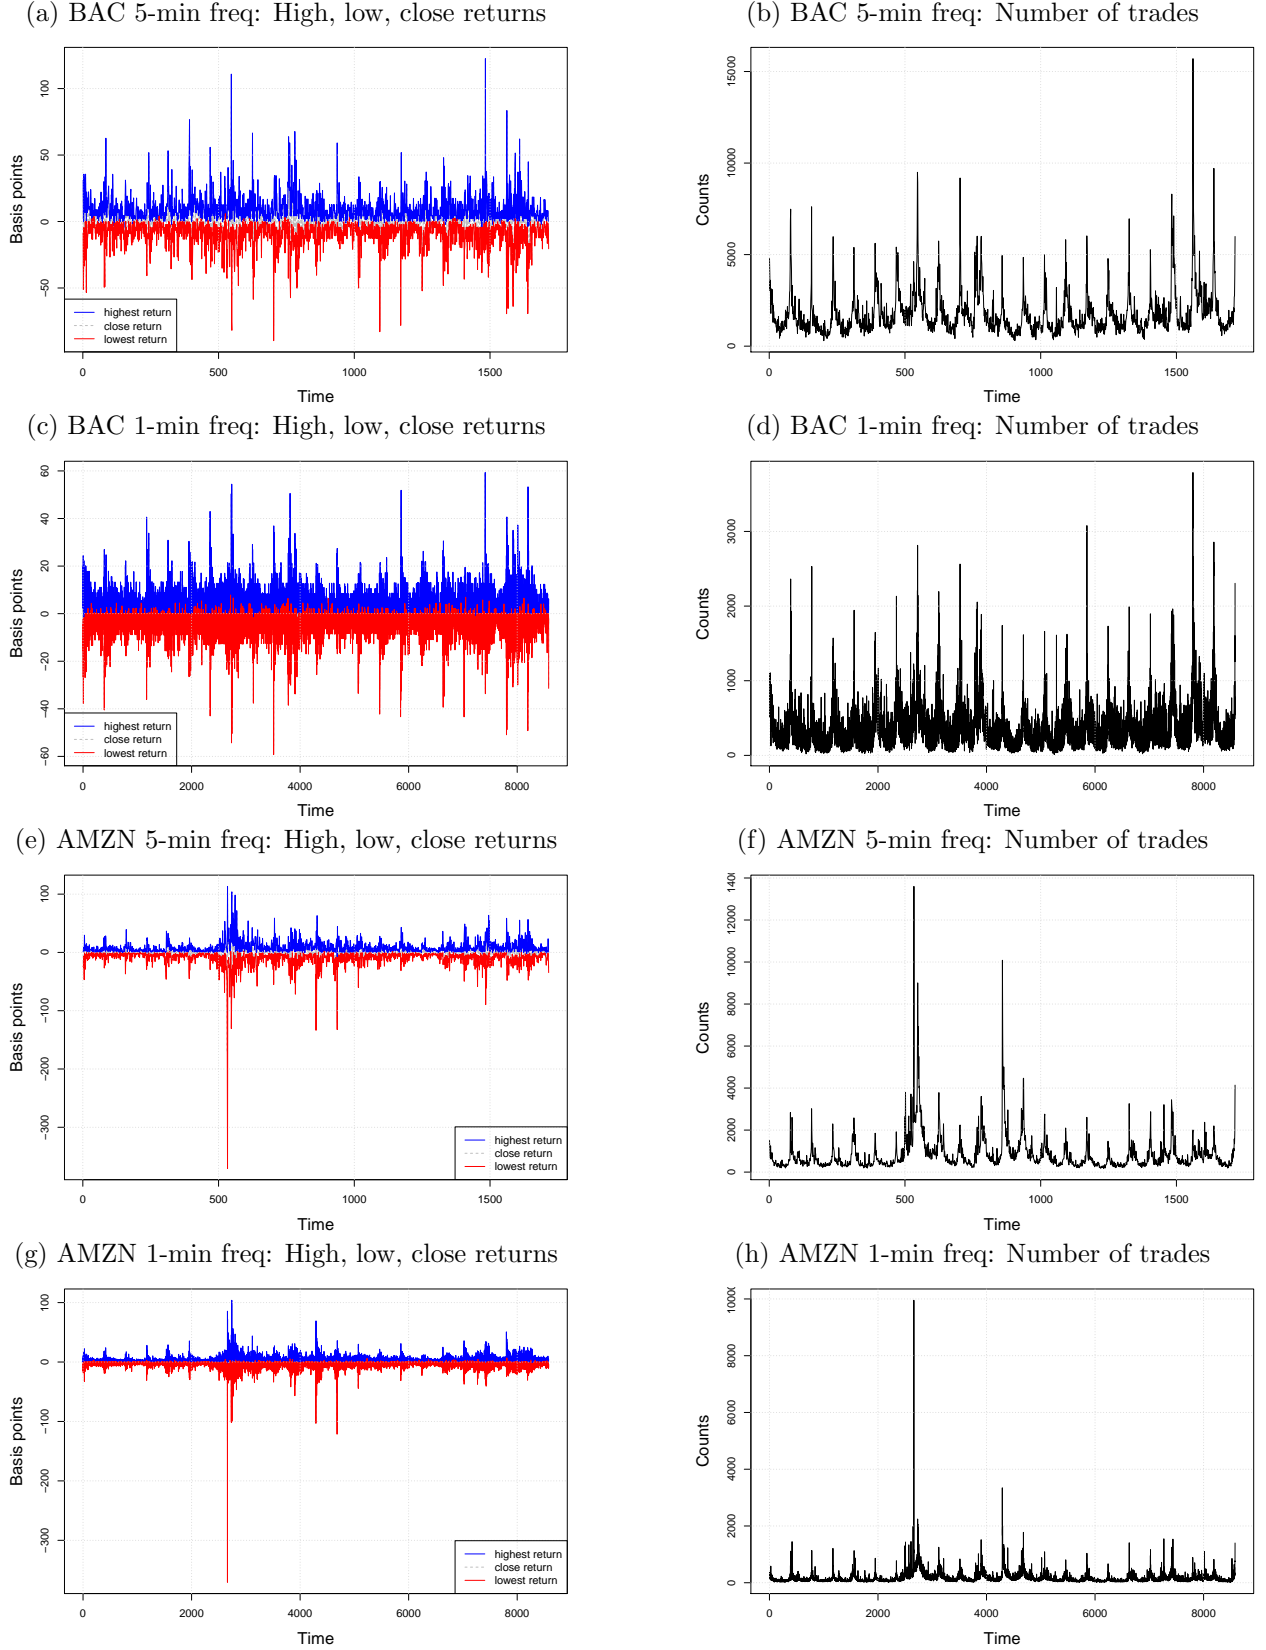 (a) BAC 5-min freq: High, low, close returns
Basis points
100
50
0
−50
highest return
close return
lowest return
0 500 1000 1500
Time
(b) BAC 5-min freq: Number of trades
Counts
15000
10000
5000
0
0 500 1000 1500
Time
(c) BAC 1-min freq: High, low, close returns
Basis points
60
40
20
0
−20
−40
−60
highest return
close return
lowest return
0 2000 4000 6000 8000
Time
(d) BAC 1-min freq: Number of trades
Counts
3000
2000
1000
0
0 2000 4000 6000 8000
Time
(e) AMZN 5-min freq: High, low, close returns
Basis points
100
0
−100
−200
−300
highest return
close return
lowest return
0 500 1000 1500
Time
(f) AMZN 5-min freq: Number of trades
Counts
12000
10000
8000
6000
4000
2000
0
0 500 1000 1500
Time
(g) AMZN 1-min freq: High, low, close returns
Basis points
100
0
−100
−200
−300
highest return
close return
lowest return
0 2000 4000 6000 8000
Time
(h) AMZN 1-min freq: Number of trades
Counts
8000
6000
4000
2000
0
0 2000 4000 6000 8000
Time